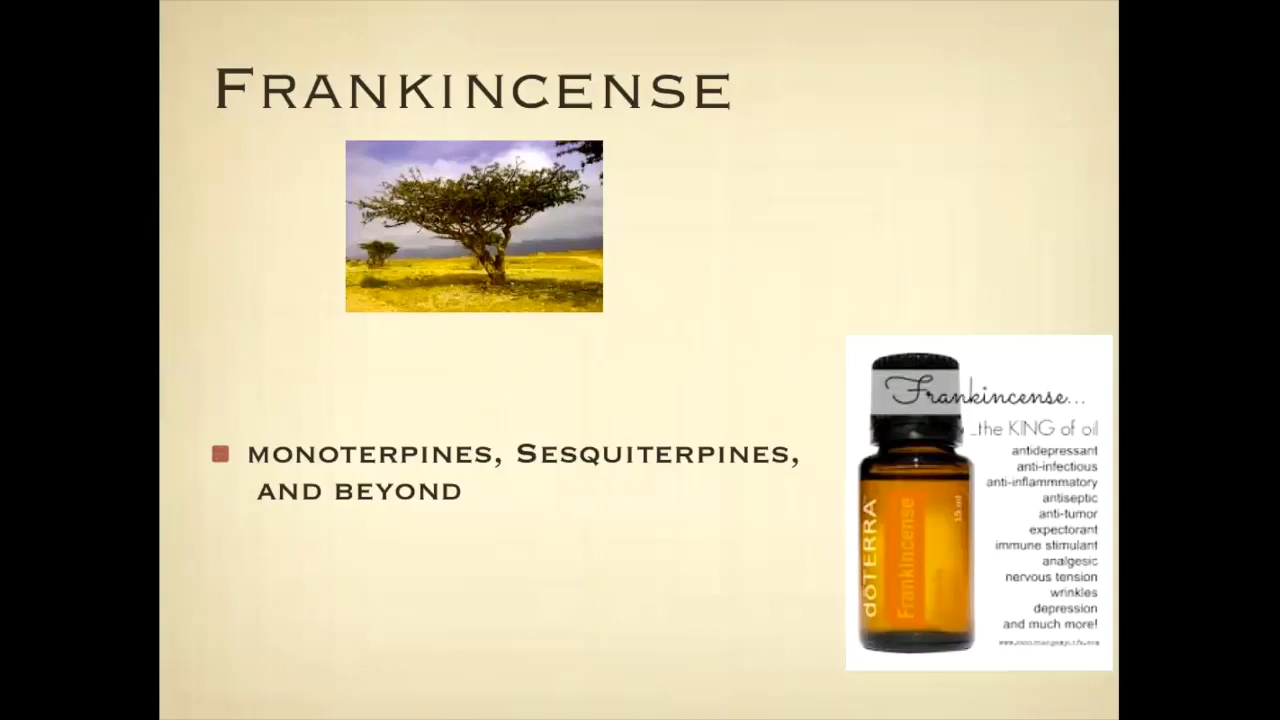 Frankincense
monoterpines, Sesquiterpines,
and beyond
Frankincense...
...the KING of oil
antidepressant
anti-infectious
anti-inflammmatory
antiseptic
anti-tumor
expectorant
immune stimulant
analgesic
nervous tension
wrinkles
depression
and much more!
dōTERRA
Frankincense
15 ml